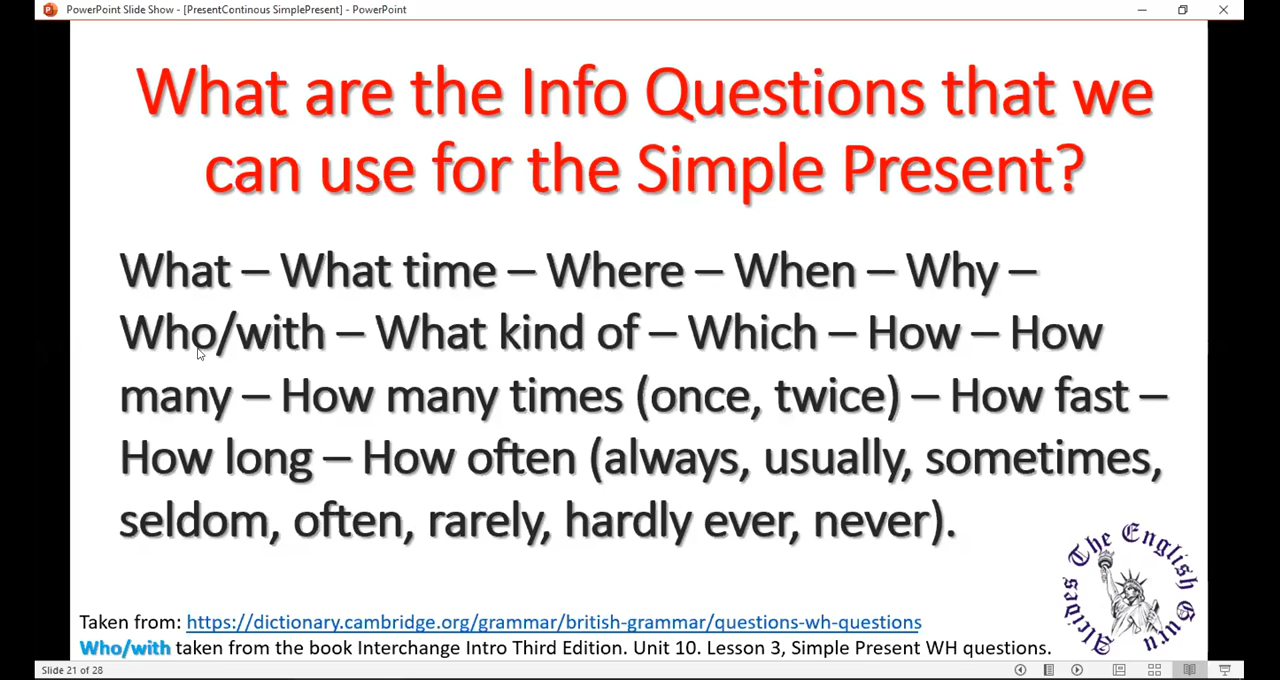 PowerPoint Slide Show - [PresentContinous SimplePresent] - PowerPoint
What are the Info Questions that we
can use for the Simple Present?
What – What time – Where – When – Why –
Who/with – What kind of – Which – How – How
many – How many times (once, twice) – How fast –
How long – How often (always, usually, sometimes,
seldom, often, rarely, hardly ever, never).
Alcides The English Guru
Taken from: https://dictionary.cambridge.org/grammar/british-grammar/questions-wh-questions
Who/with taken from the book Interchange Intro Third Edition. Unit 10. Lesson 3, Simple Present WH questions.
Slide 21 of 28